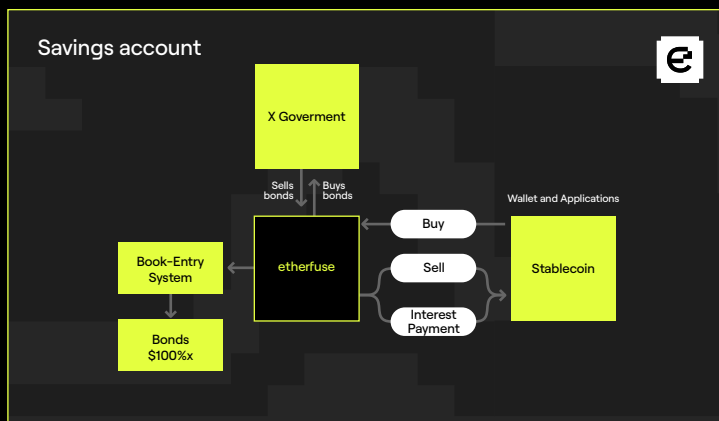 Savings account
X Goverment
Sells
bonds
Buys
bonds
Wallet and Applications
Buy
Book-Entry
System
etherfuse
Sell
Stablecoin
Interest
Payment
Bonds
$100%x